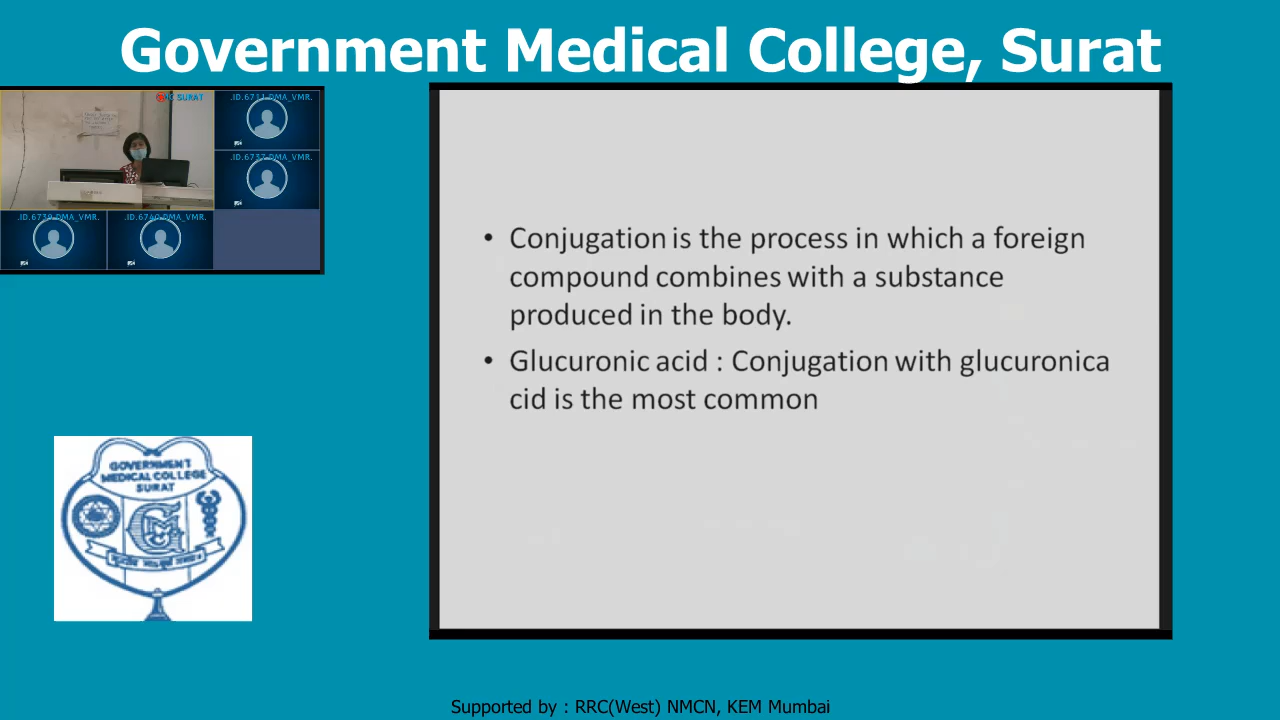 Government Medical College, Surat
C SURAT
.ID.6711-DMA_VMR.
.ID.6737-DMA_VMR.
.ID.6739-DMA_VMR.
.ID.6740-DMA_VMR.
• Conjugation is the process in which a foreign
compound combines with a substance
produced in the body.
• Glucuronic acid : Conjugation with glucuronica
cid is the most common
GOVERNMENT
MEDICAL COLLEGE
SURAT
Supported by : RRC(West) NMCN, KEM Mumbai